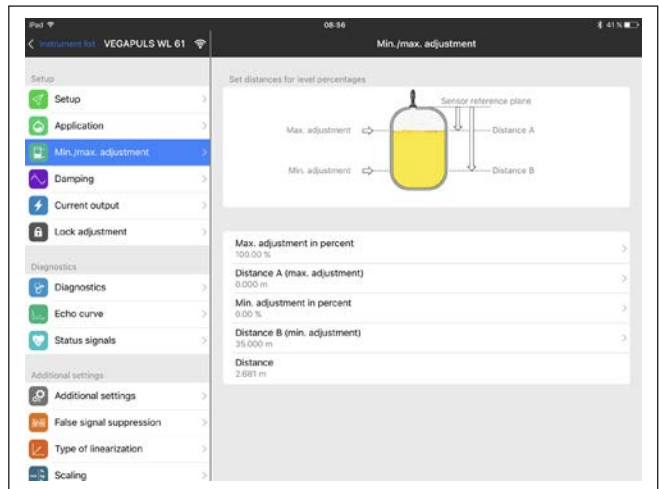 iPad 08:56 41 %
Instrument list VEGAPULS WL 61 Min./max. adjustment
Setup
Setup
Application
Min./max. adjustment
Damping
Current output
Lock adjustment
Diagnostics
Diagnostics
Echo curve
Status signals
Additional settings
Additional settings
False signal suppression
Type of linearization
Scaling
Set distances for level percentages
Sensor reference plane
Max. adjustment
Distance A
Min. adjustment
Distance B
Max. adjustment in percent
100.00 %
Distance A (max. adjustment)
0.000 m
Min. adjustment in percent
0.00 %
Distance B (min. adjustment)
35.000 m
Distance
2.681 m